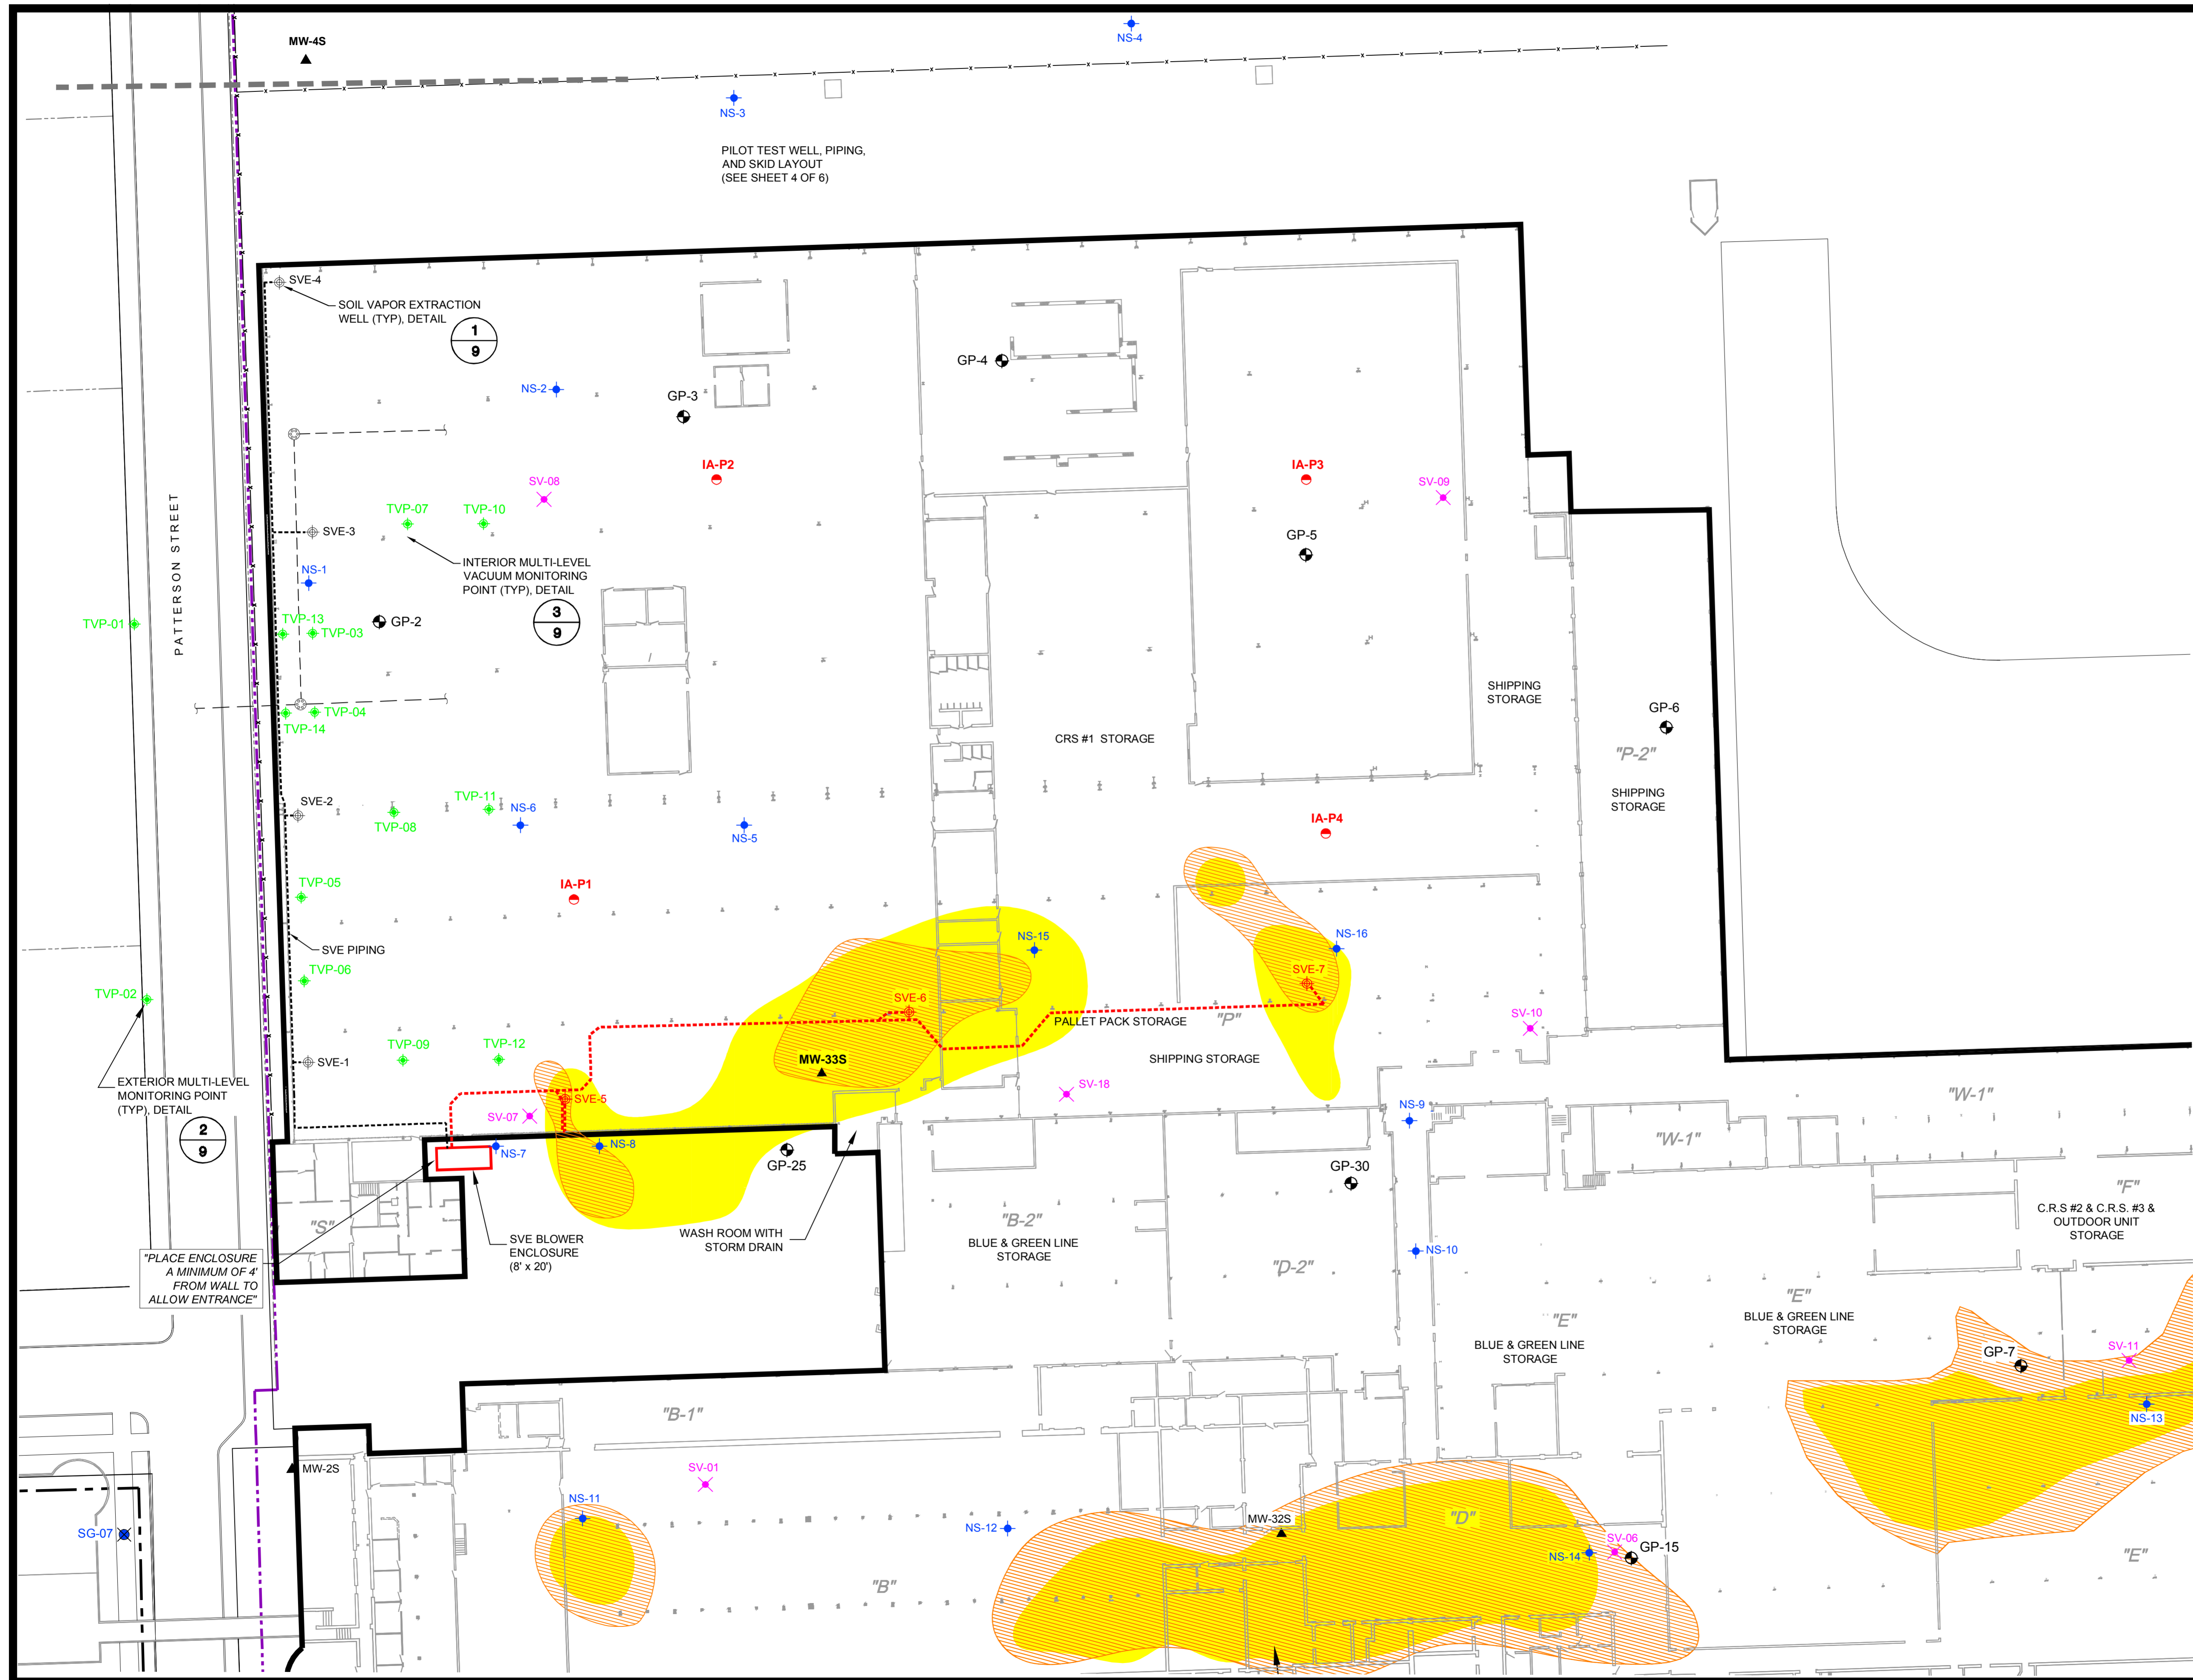 NS-4
MW-4S
NS-3
PILOT TEST WELL, PIPING,
AND SKID LAYOUT
(SEE SHEET 4 OF 6)
SVE-4
SOIL VAPOR EXTRACTION
WELL (TYP), DETAIL
1
9
GP-4
NS-2
GP-3
IA-P2
IA-P3
SV-08
SV-09
TVP-07
TVP-10
PATTERSON STREET
SVE-3
GP-5
INTERIOR MULTI-LEVEL
VACUUM MONITORING
POINT (TYP), DETAIL
NS-1
3
9
TVP-01
TVP-13
TVP-03
GP-2
SHIPPING
STORAGE
GP-6
TVP-04
TVP-14
CRS #1 STORAGE
"P-2"
SHIPPING
STORAGE
SVE-2
TVP-11
NS-6
TVP-08
NS-5
IA-P4
TVP-05
IA-P1
NS-15
NS-16
SVE PIPING
TVP-06
SVE-7
TVP-02
SVE-6
PALLET PACK STORAGE
"P"
SV-10
TVP-09
TVP-12
MW-33S
SHIPPING STORAGE
SVE-1
EXTERIOR MULTI-LEVEL
MONITORING POINT
(TYP), DETAIL
SVE-5
SV-18
"W-1"
SV-07
NS-9
2
9
NS-7
NS-8
"W-1"
GP-25
GP-30
"F"
"S"
"B-2"
C.R.S #2 & C.R.S. #3 &
OUTDOOR UNIT
STORAGE
WASH ROOM WITH
STORM DRAIN
SVE BLOWER
ENCLOSURE
(8' x 20')
BLUE & GREEN LINE
STORAGE
NS-10
"PLACE ENCLOSURE
A MINIMUM OF 4'
FROM WALL TO
ALLOW ENTRANCE"
"D-2"
"E"
BLUE & GREEN LINE
STORAGE
"E"
BLUE & GREEN LINE
STORAGE
GP-7
SV-11
"B-1"
NS-13
MW-2S
SV-01
NS-11
SG-07
NS-12
MW-32S
"D"
SV-06
GP-15
NS-14
"E"
"B"